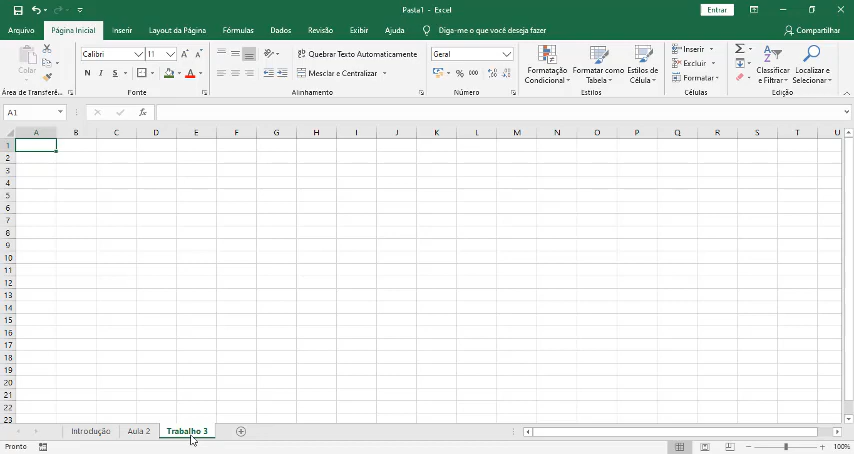 Pasta1 - Excel
Entrar
Arquivo Página Inicial Inserir Layout da Página Fórmulas Dados Revisão Exibir Ajuda Diga-me o que você deseja fazer Compartilhar
Colar
Calibri 11
N I S
A A
Quebrar Texto Automaticamente
Mesclar e Centralizar
Geral
% 000
Formatação Condicional
Formatar como Tabela
Estilos de Célula
Inserir
Excluir
Formatar
Classificar e Filtrar
Localizar e Selecionar
Área de Transferê... Fonte Alinhamento Número Estilos Células Edição
A1 fx
A B C D E F G H I J K L M N O P Q R S T U
1
2
3
4
5
6
7
8
9
10
11
12
13
14
15
16
17
18
19
20
21
22
23
Introdução Aula 2 Trabalho 3
Pronto 100%